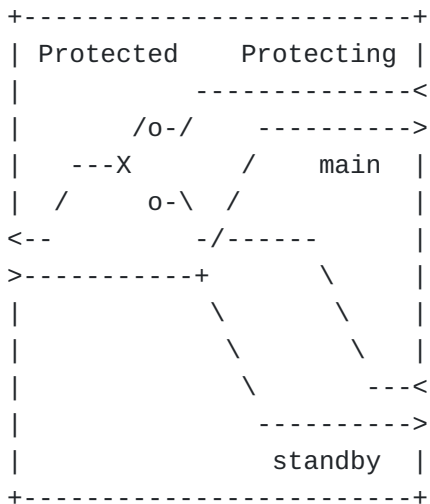 +-------------------------+
| Protected    Protecting |
|           --------------<
|       /o-/    ---------->
|   ---X       /    main  |
|  /     o-\  /           |
<--         -/------      |
>-----------+       \     |
|            \       \    |
|             \       \   |
|              \       ---<
|               ---------->
|                standby  |
+-------------------------+